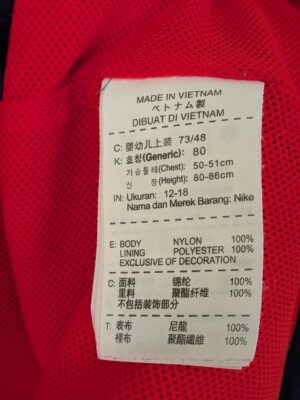 MADE IN VIETNAM
ベトナム製
DIBUAT DI VIETNAM
C: 婴幼儿上装 73/48
K: 호칭(Generic): 80
가슴둘레(Chest): 50-51cm
신 장(Height): 80-86cm
IN: Ukuran: 12-18
Nama dan Merek Barang: Nike
E: BODY NYLON 100%
LINING POLYESTER 100%
EXCLUSIVE OF DECORATION
C: 面料 锦纶 100%
里料 聚酯纤维 100%
不包括装饰部分
T: 表布 尼龍 100%
裡布 聚酯纖維 100%